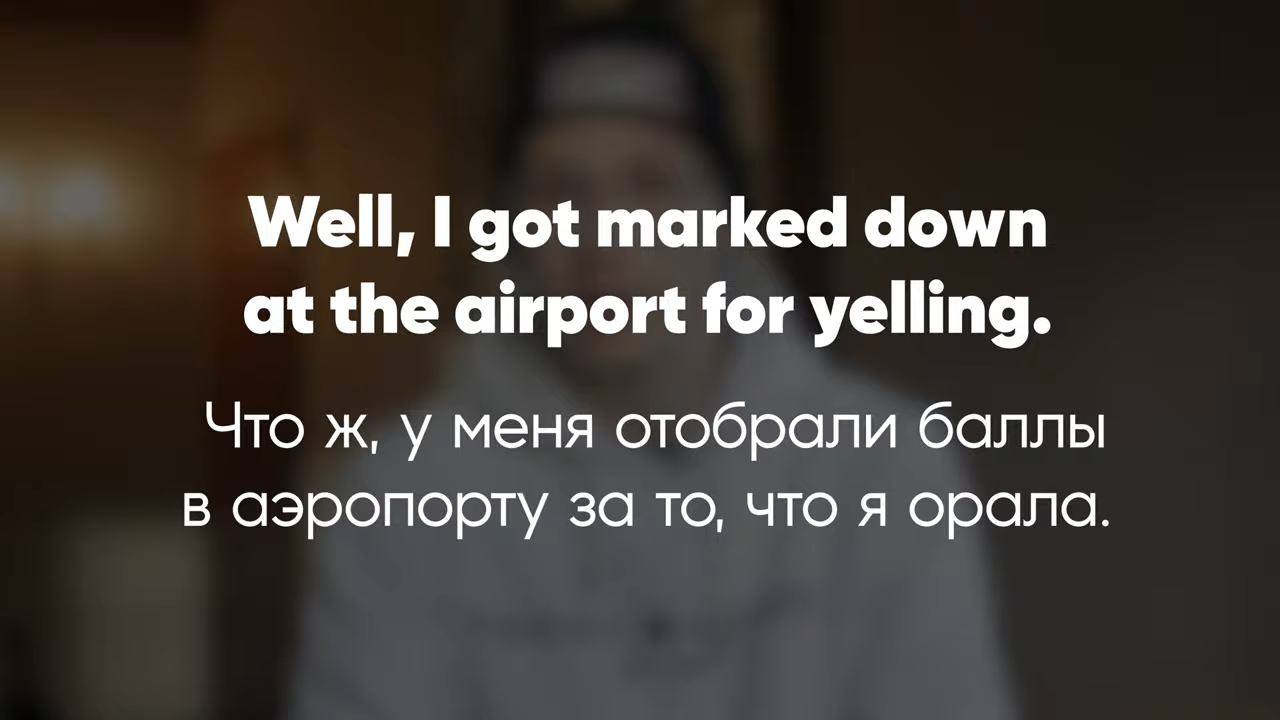 Well, I got marked down
at the airport for yelling.
Что ж, у меня отобрали баллы
в аэропорту за то, что я орала.